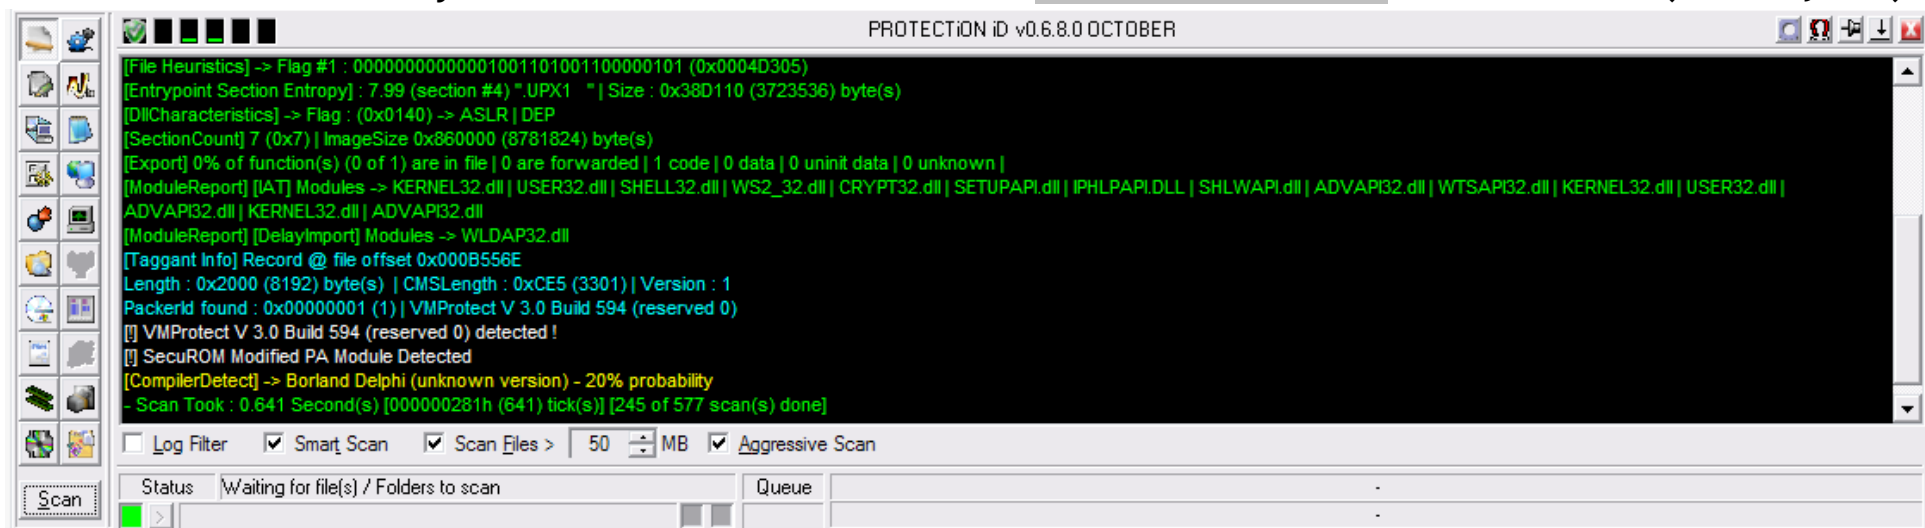 PROTECTiON iD v0.6.8.0 OCTOBER
[File Heuristics] -> Flag #1 : 00000000000001001101001100000101 (0x0004D305)
[Entrypoint Section Entropy] : 7.99 (section #4) ".UPX1   " | Size : 0x38D110 (3723536) byte(s)
[DllCharacteristics] -> Flag : (0x0140) -> ASLR | DEP
[SectionCount] 7 (0x7) | ImageSize 0x860000 (8781824) byte(s)
[Export] 0% of function(s) (0 of 1) are in file | 0 are forwarded | 1 code | 0 data | 0 uninit data | 0 unknown |
[ModuleReport] [IAT] Modules -> KERNEL32.dll | USER32.dll | SHELL32.dll | WS2_32.dll | CRYPT32.dll | SETUPAPI.dll | IPHLPAPI.DLL | SHLWAPI.dll | ADVAPI32.dll | WTSAPI32.dll | KERNEL32.dll | USER32.dll |
ADVAPI32.dll | KERNEL32.dll | ADVAPI32.dll
[ModuleReport] [DelayImport] Modules -> WLDAP32.dll
[Taggant Info] Record @ file offset 0x000B556E
Length : 0x2000 (8192) byte(s) | CMSLength : 0xCE5 (3301) | Version : 1
PackerId found : 0x00000001 (1) | VMProtect V 3.0 Build 594 (reserved 0)
[!] VMProtect V 3.0 Build 594 (reserved 0) detected !
[!] SecuROM Modified PA Module Detected
[CompilerDetect] -> Borland Delphi (unknown version) - 20% probability
- Scan Took : 0.641 Second(s) [000000281h (641) tick(s)] [245 of 577 scan(s) done]
Log Filter Smart Scan Scan Files > 50 MB Aggressive Scan
Scan Status Waiting for file(s) / Folders to scan Queue -
-